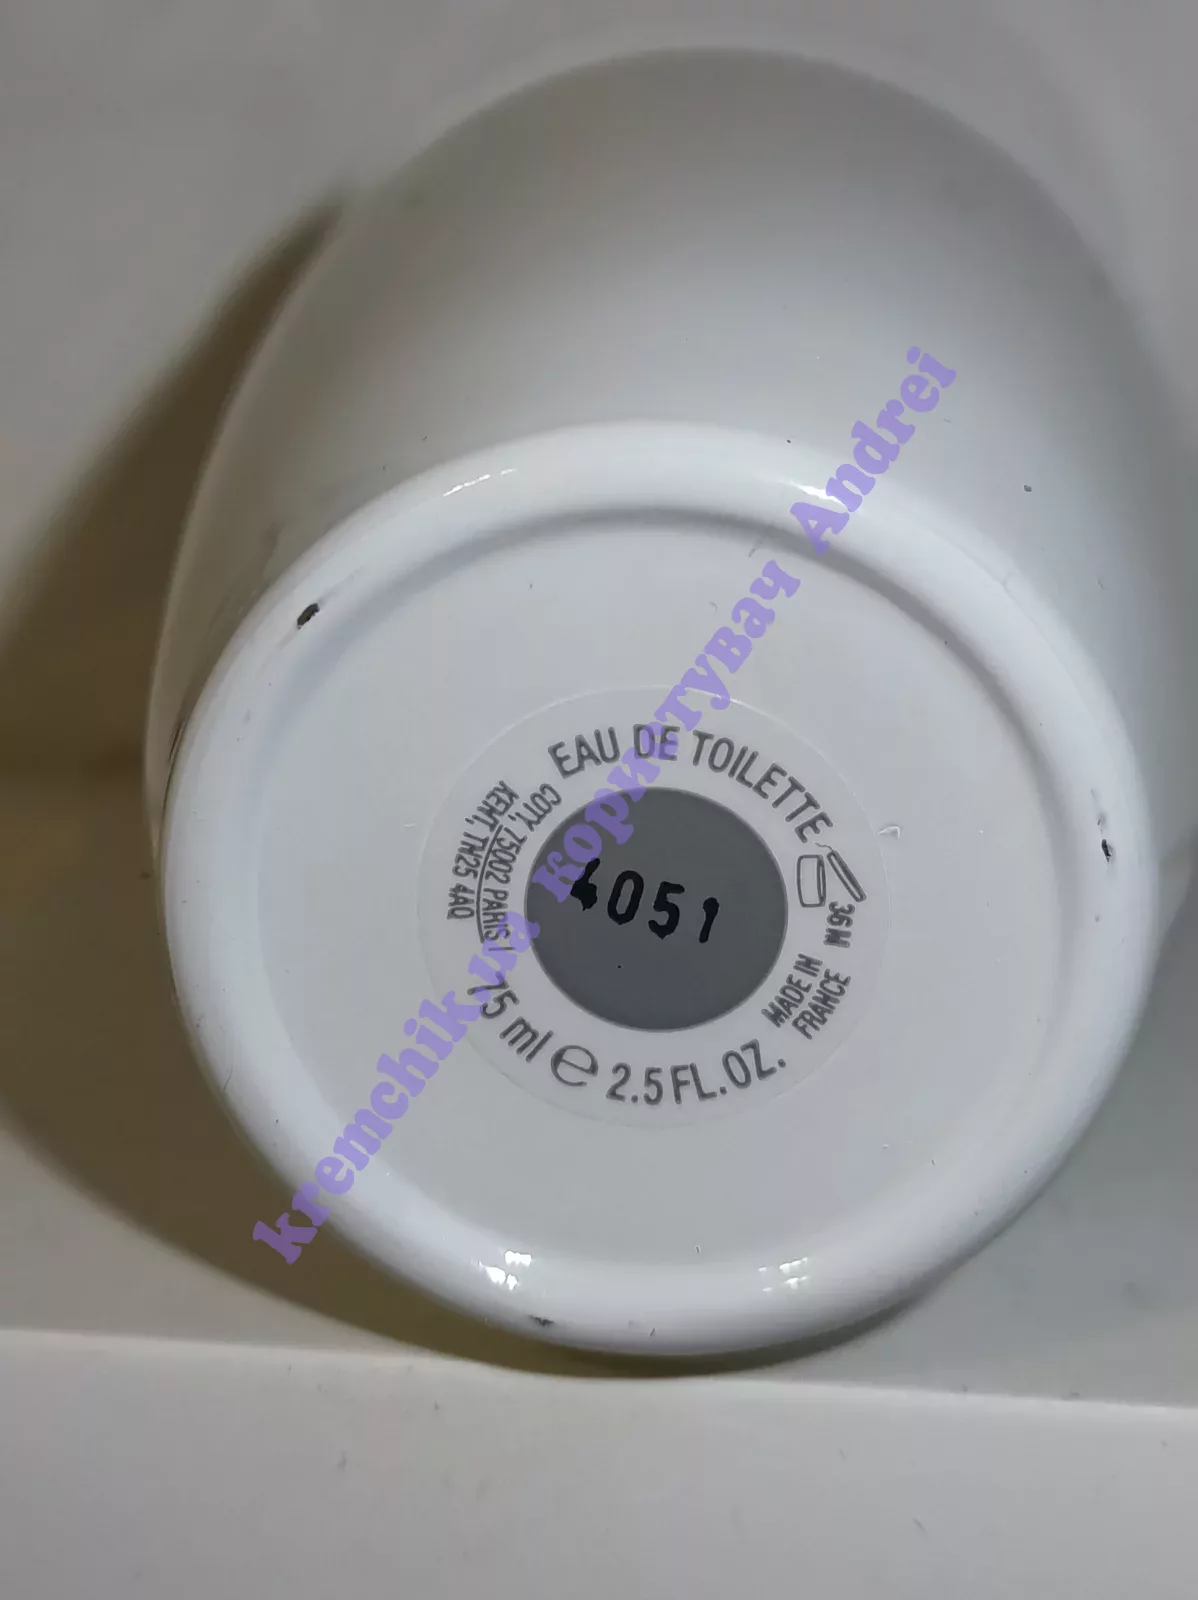 EAU DE TOILETTE
36M
MADE IN
FRANCE
75 ml e 2.5 FL.OZ.
COTY, 75002 PARIS /
KENT, TN25 4AQ
4051
kremchik.ua користувач Andrei